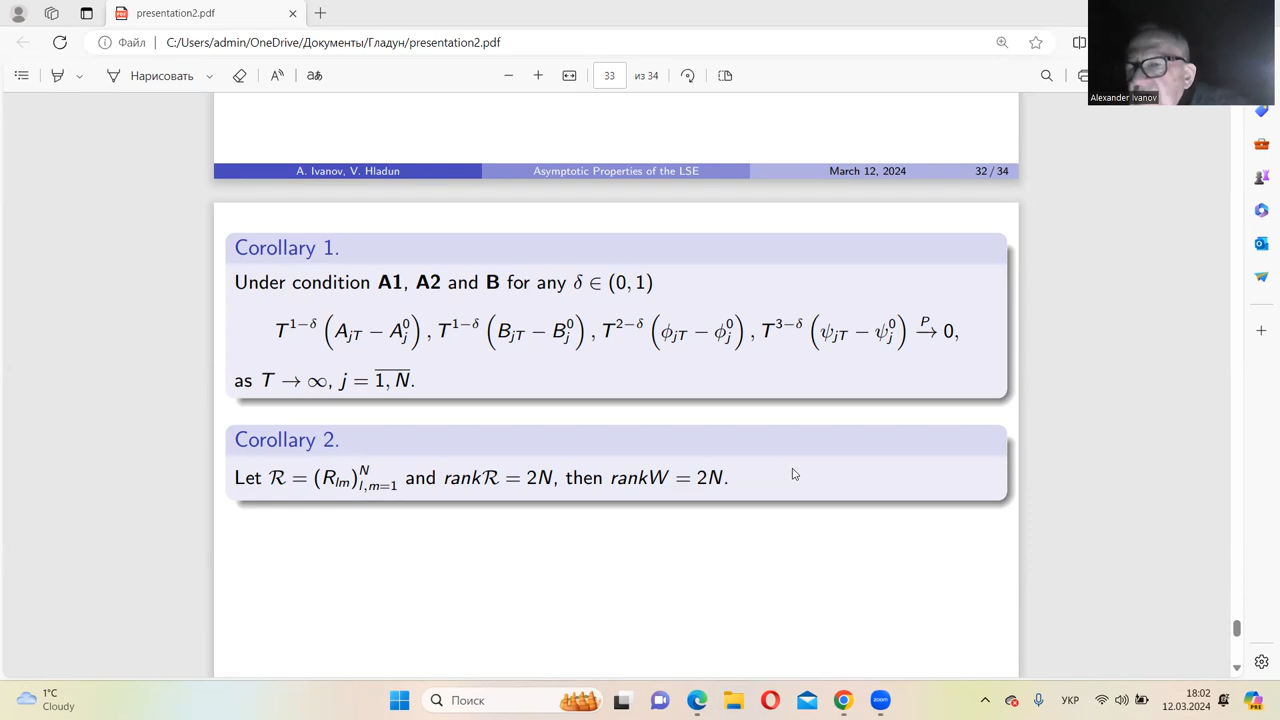 presentation2.pdf
Файл C:/Users/admin/OneDrive/Документы/Гладун/presentation2.pdf
Нарисовать 33 из 34
Alexander Ivanov
A. Ivanov, V. Hladun Asymptotic Properties of the LSE March 12, 2024 32 / 34
Corollary 1.
Under condition A1, A2 and B for any δ ∈ (0, 1)
T^{1−δ} (A_{jT} − A_j^0), T^{1−δ} (B_{jT} − B_j^0), T^{2−δ} (ϕ_{jT} − ϕ_j^0), T^{3−δ} (ψ_{jT} − ψ_j^0) \xrightarrow{P} 0,
as T → ∞, j = \overline{1, N}.
Corollary 2.
Let ℛ = (R_{lm})_{l,m=1}^N and rankℛ = 2N, then rankW = 2N.
1°C
Cloudy
Поиск
УКР
18:02
12.03.2024
PRE